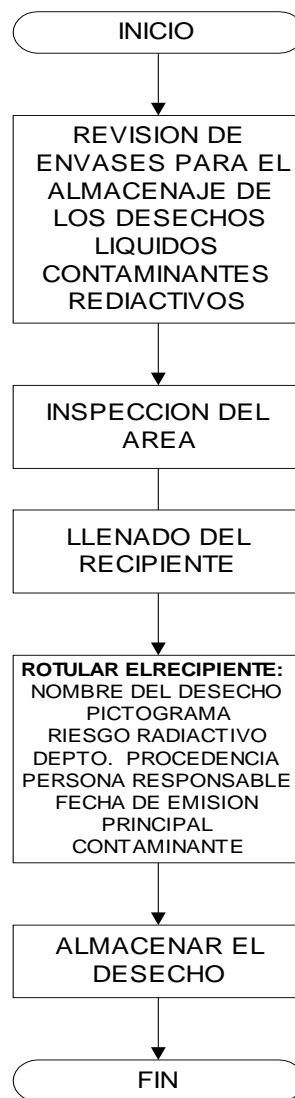 INICIO
REVISION DE
ENVASES PARA EL
ALMACENAJE DE
LOS DESECHOS
LIQUIDOS
CONTAMINANTES
REDIACTIVOS
INSPECCION DEL
AREA
LLENADO DEL
RECIPIENTE
ROTULAR ELRECIPIENTE:
NOMBRE DEL DESECHO
PICTOGRAMA
RIESGO RADIACTIVO
DEPTO. PROCEDENCIA
PERSONA RESPONSABLE
FECHA DE EMISION
PRINCIPAL
CONTAMINANTE
ALMACENAR EL
DESECHO
FIN